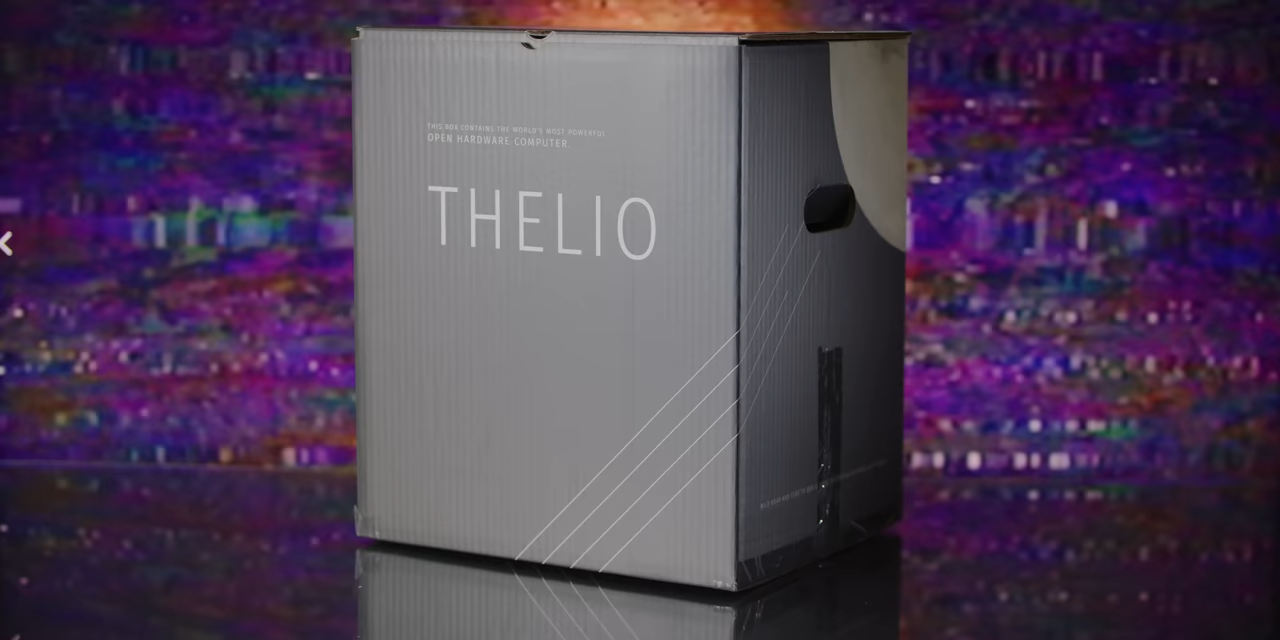 THIS BOX CONTAINS THE WORLD'S MOST POWERFUL
OPEN HARDWARE COMPUTER.
THELIO